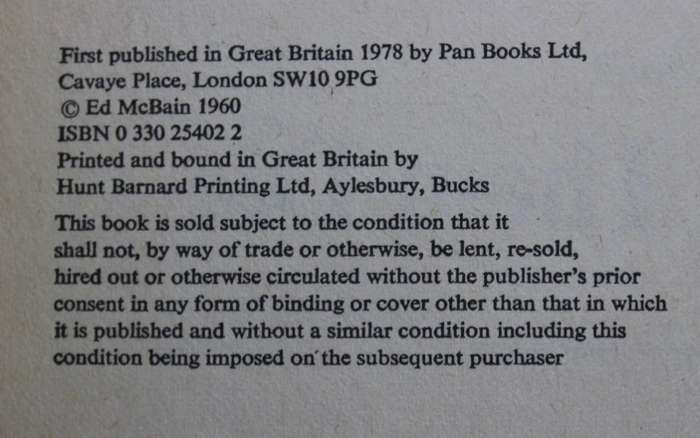 First published in Great Britain 1978 by Pan Books Ltd,
Cavaye Place, London SW10 9PG
© Ed McBain 1960
ISBN 0 330 25402 2
Printed and bound in Great Britain by
Hunt Barnard Printing Ltd, Aylesbury, Bucks
This book is sold subject to the condition that it
shall not, by way of trade or otherwise, be lent, re-sold,
hired out or otherwise circulated without the publisher's prior
consent in any form of binding or cover other than that in which
it is published and without a similar condition including this
condition being imposed on the subsequent purchaser